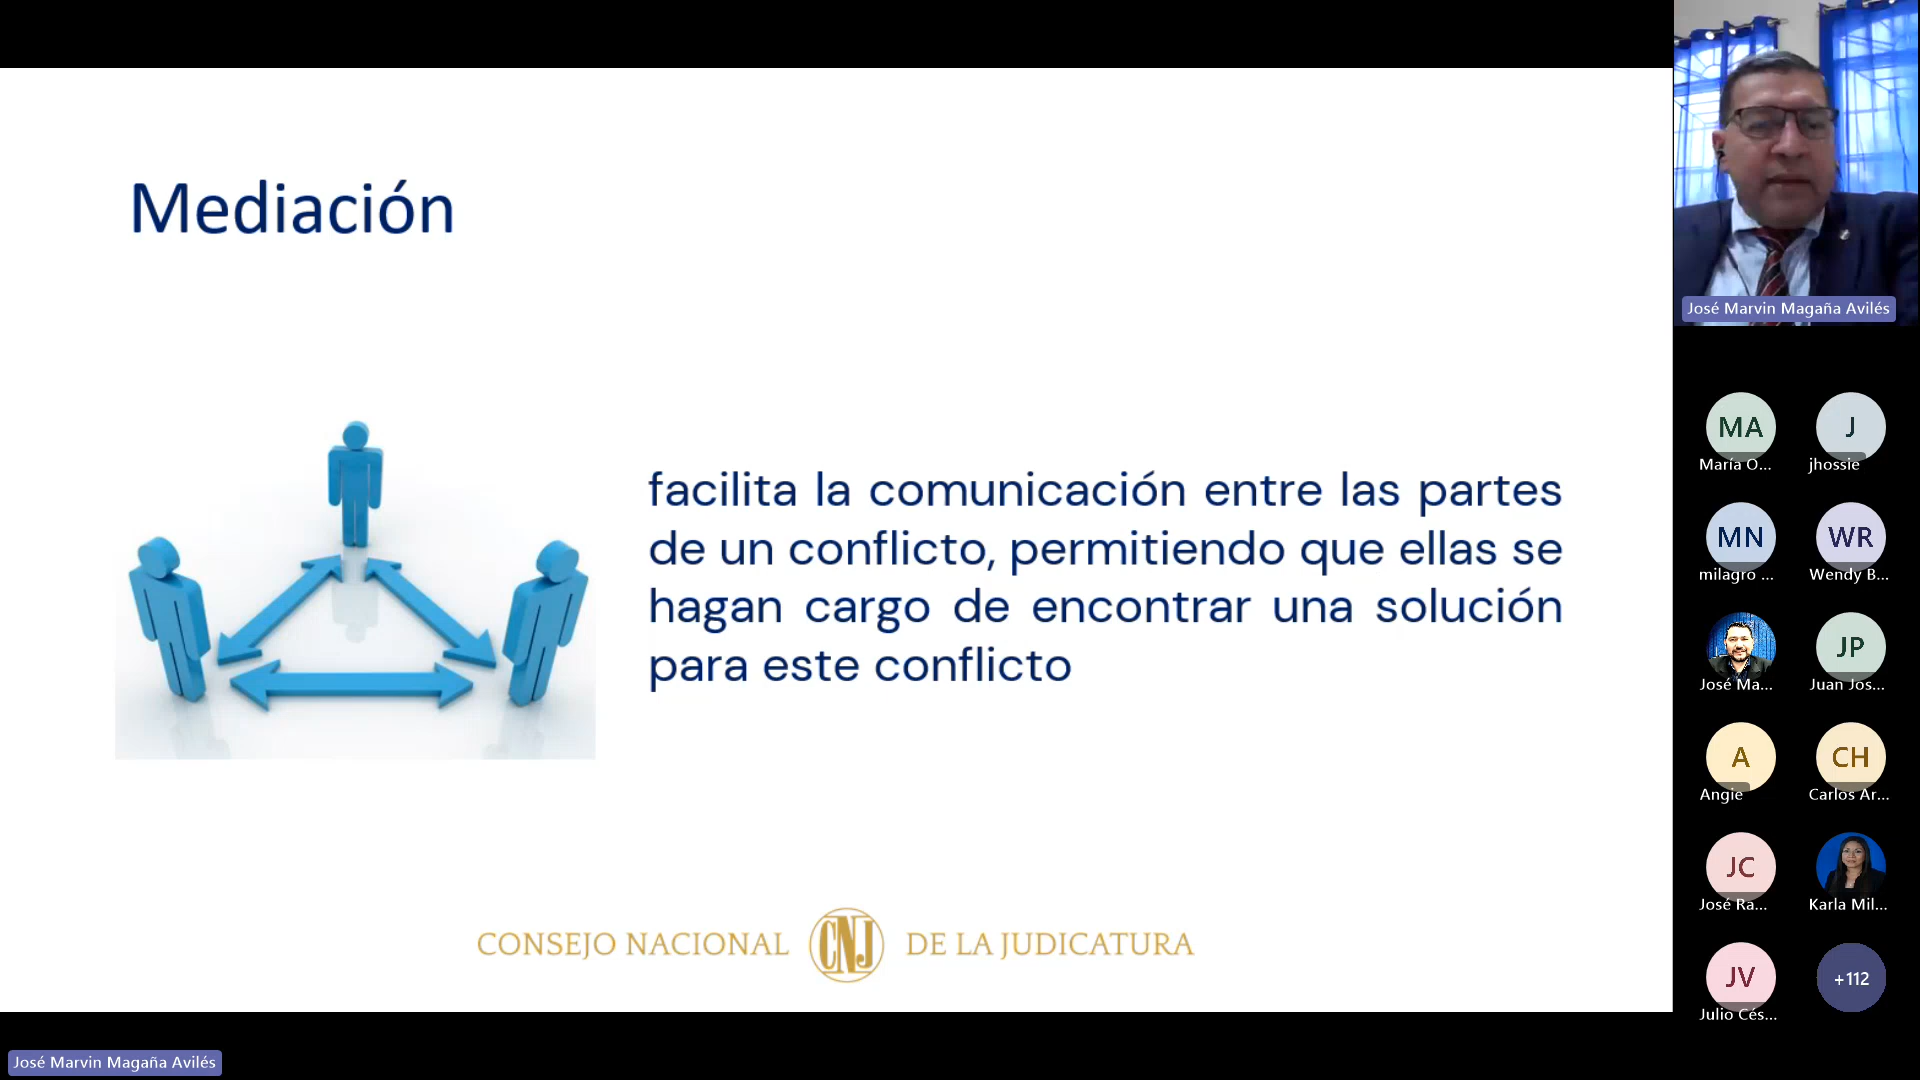 Mediación
facilita la comunicación entre las partes
de un conflicto, permitiendo que ellas se
hagan cargo de encontrar una solución
para este conflicto
CONSEJO NACIONAL CNJ DE LA JUDICATURA
José Marvin Magaña Avilés
MA
María O...
J
jhossie
MN
milagro ...
WR
Wendy B...
José Ma...
JP
Juan Jos...
A
Angie
CH
Carlos Ar...
JC
José Ra...
Karla Mil...
JV
Julio Cés...
+112
José Marvin Magaña Avilés